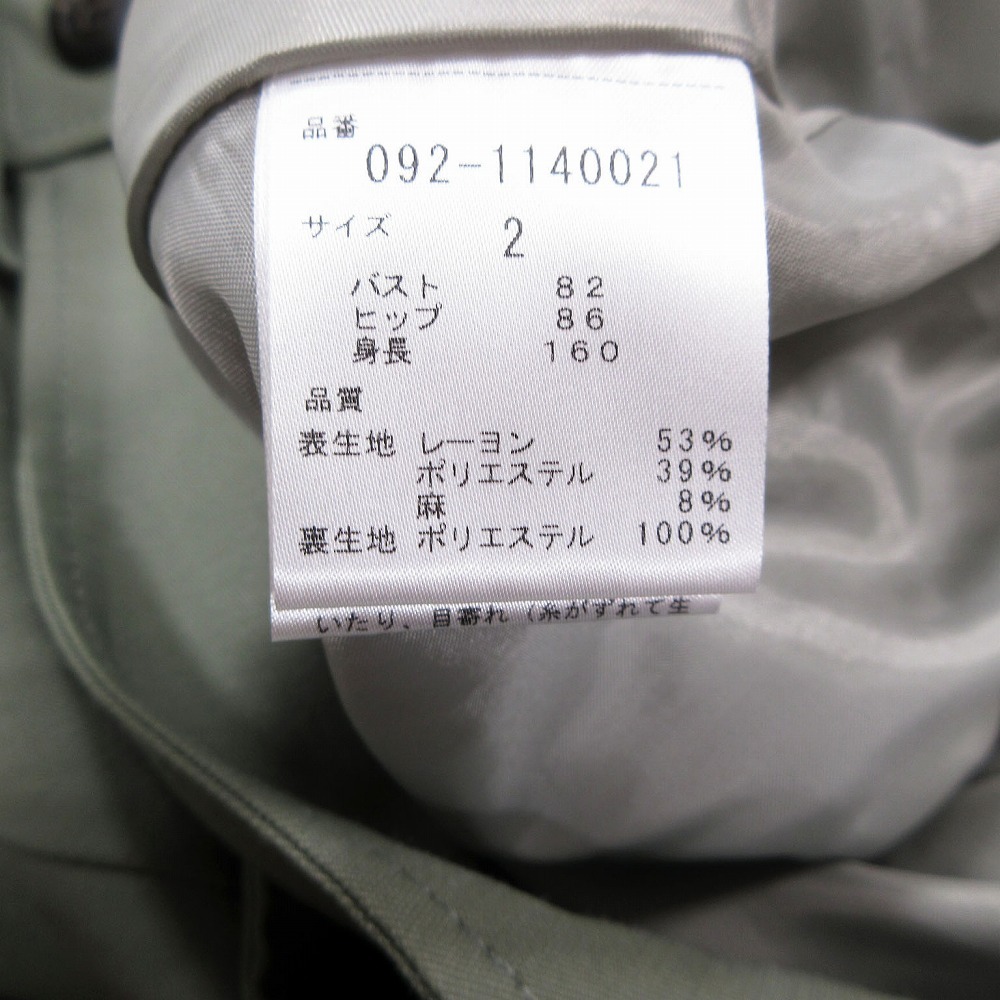 品番
092-1140021
サイズ 2
バスト 82
ヒップ 86
身長 160
品質
表生地 レーヨン 53%
ポリエステル 39%
麻 8%
裏生地 ポリエステル 100%
いたり、目寄れ（糸がずれて生